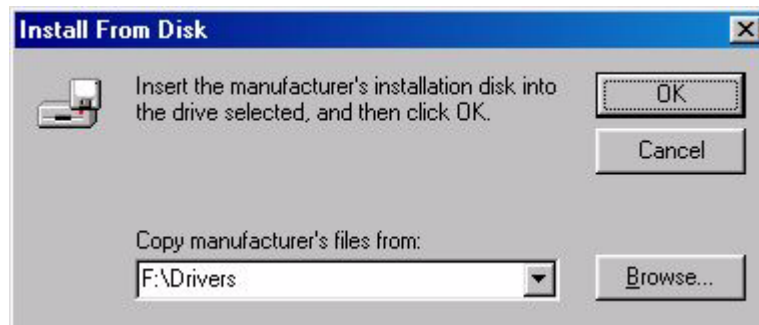 Install From Disk
Insert the manufacturer's installation disk into
the drive selected, and then click OK.
OK
Cancel
Copy manufacturer's files from:
F:\Drivers
Browse...